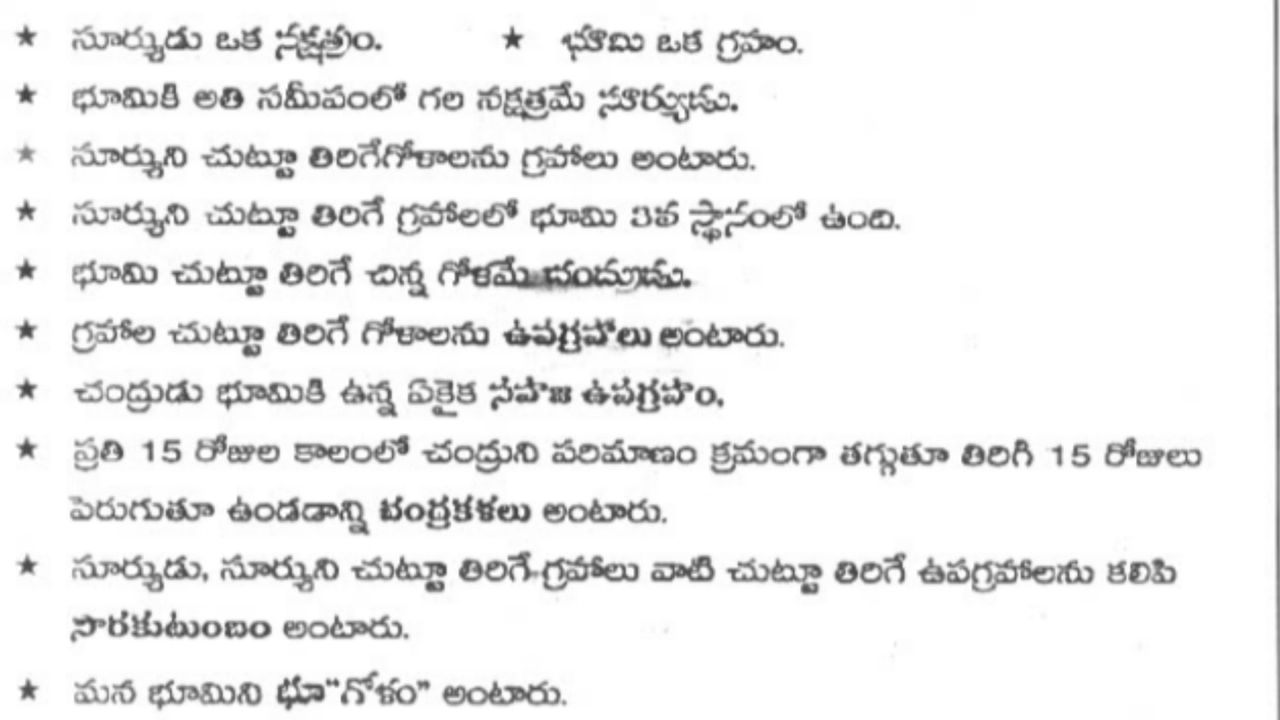 ★ సూర్యుడు ఒక నక్షత్రం. ★ భూమి ఒక గ్రహం.
★ భూమికి అతి సమీపంలో గల నక్షత్రమే సూర్యుడు.
★ సూర్యుని చుట్టూ తిరిగేగోళాలను గ్రహాలు అంటారు.
★ సూర్యుని చుట్టూ తిరిగే గ్రహాలలో భూమి 3వ స్థానంలో ఉంది.
★ భూమి చుట్టూ తిరిగే చిన్న గోళమే చంద్రుడు.
★ గ్రహాల చుట్టూ తిరిగే గోళాలను ఉపగ్రహాలు అంటారు.
★ చంద్రుడు భూమికి ఉన్న ఏకైక సహజ ఉపగ్రహం.
★ ప్రతి 15 రోజుల కాలంలో చంద్రుని పరిమాణం క్రమంగా తగ్గుతూ తిరిగి 15 రోజులు
పెరుగుతూ ఉండడాన్ని చంద్రకళలు అంటారు.
★ సూర్యుడు, సూర్యుని చుట్టూ తిరిగే గ్రహాలు వాటి చుట్టూ తిరిగే ఉపగ్రహాలను కలిపి
సౌరకుటుంబం అంటారు.
★ మన భూమిని భూ"గోళం" అంటారు.